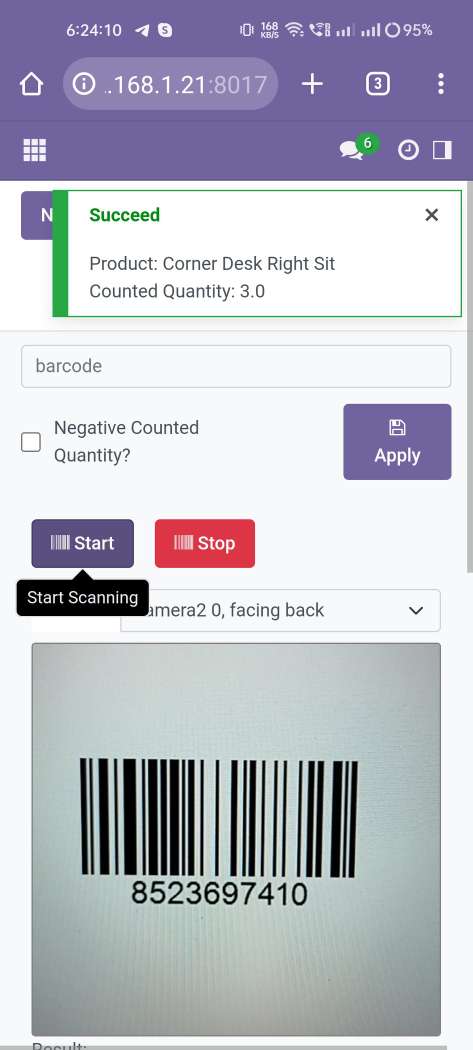 6:24:10
168
KB/S
95%
.168.1.21:8017
3
6
N
Succeed
Product: Corner Desk Right Sit
Counted Quantity: 3.0
barcode
Negative Counted
Quantity?
Apply
Start
Stop
Start Scanning
amera2 0, facing back
8523697410
Result: